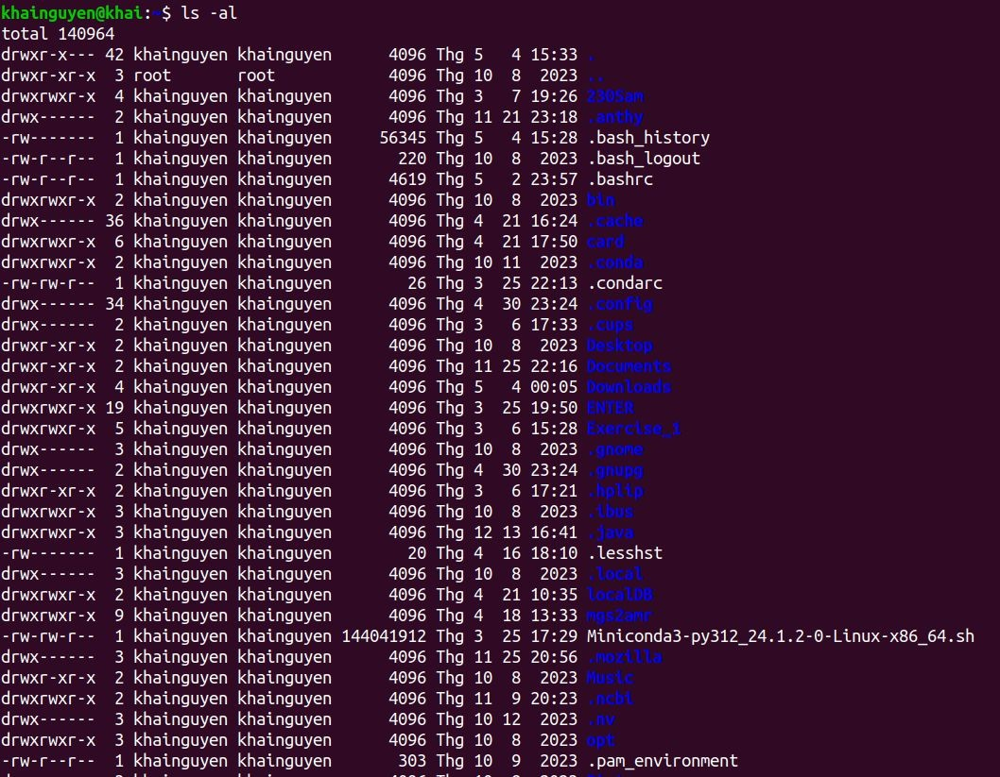 khainguyen@khai:~$ ls -al
total 140964
drwxr-x--- 42 khainguyen khainguyen      4096 Thg 5   4 15:33 .
drwxr-xr-x  3 root       root            4096 Thg 10  8  2023 ..
drwxrwxr-x  4 khainguyen khainguyen      4096 Thg 3   7 19:26 230Sam
drwx------  2 khainguyen khainguyen      4096 Thg 11 21 23:18 .anthy
-rw-------  1 khainguyen khainguyen     56345 Thg 5   4 15:28 .bash_history
-rw-r--r--  1 khainguyen khainguyen       220 Thg 10  8  2023 .bash_logout
-rw-r--r--  1 khainguyen khainguyen      4619 Thg 5   2 23:57 .bashrc
drwxrwxr-x  2 khainguyen khainguyen      4096 Thg 10  8  2023 bin
drwx------ 36 khainguyen khainguyen      4096 Thg 4  21 16:24 .cache
drwxrwxr-x  6 khainguyen khainguyen      4096 Thg 4  21 17:50 card
drwxrwxr-x  2 khainguyen khainguyen      4096 Thg 10 11  2023 .conda
-rw-rw-r--  1 khainguyen khainguyen        26 Thg 3  25 22:13 .condarc
drwx------ 34 khainguyen khainguyen      4096 Thg 4  30 23:24 .config
drwx------  2 khainguyen khainguyen      4096 Thg 3   6 17:33 .cups
drwxr-xr-x  2 khainguyen khainguyen      4096 Thg 10  8  2023 Desktop
drwxr-xr-x  2 khainguyen khainguyen      4096 Thg 11 25 22:16 Documents
drwxr-xr-x  4 khainguyen khainguyen      4096 Thg 5   4 00:05 Downloads
drwxrwxr-x 19 khainguyen khainguyen      4096 Thg 3  25 19:50 ENTER
drwxrwxr-x  5 khainguyen khainguyen      4096 Thg 3   6 15:28 Exercise_1
drwx------  3 khainguyen khainguyen      4096 Thg 10  8  2023 .gnome
drwx------  2 khainguyen khainguyen      4096 Thg 4  30 23:24 .gnupg
drwxr-xr-x  2 khainguyen khainguyen      4096 Thg 3   6 17:21 .hplip
drwxrwxr-x  3 khainguyen khainguyen      4096 Thg 10  8  2023 .ibus
drwxrwxr-x  3 khainguyen khainguyen      4096 Thg 12 13 16:41 .java
-rw-------  1 khainguyen khainguyen        20 Thg 4  16 18:10 .lesshst
drwx------  3 khainguyen khainguyen      4096 Thg 10  8  2023 .local
drwxrwxr-x  2 khainguyen khainguyen      4096 Thg 4  21 10:35 localDB
drwxrwxr-x  9 khainguyen khainguyen      4096 Thg 4  18 13:33 mgs2amr
-rw-rw-r--  1 khainguyen khainguyen 144041912 Thg 3  25 17:29 Miniconda3-py312_24.1.2-0-Linux-x86_64.sh
drwx------  3 khainguyen khainguyen      4096 Thg 11 25 20:56 .mozilla
drwxr-xr-x  2 khainguyen khainguyen      4096 Thg 10  8  2023 Music
drwxrwxr-x  2 khainguyen khainguyen      4096 Thg 11  9 20:23 .ncbi
drwx------  3 khainguyen khainguyen      4096 Thg 10 12  2023 .nv
drwxrwxr-x  3 khainguyen khainguyen      4096 Thg 10  8  2023 opt
-rw-r--r--  1 khainguyen khainguyen       303 Thg 10  9  2023 .pam_environment